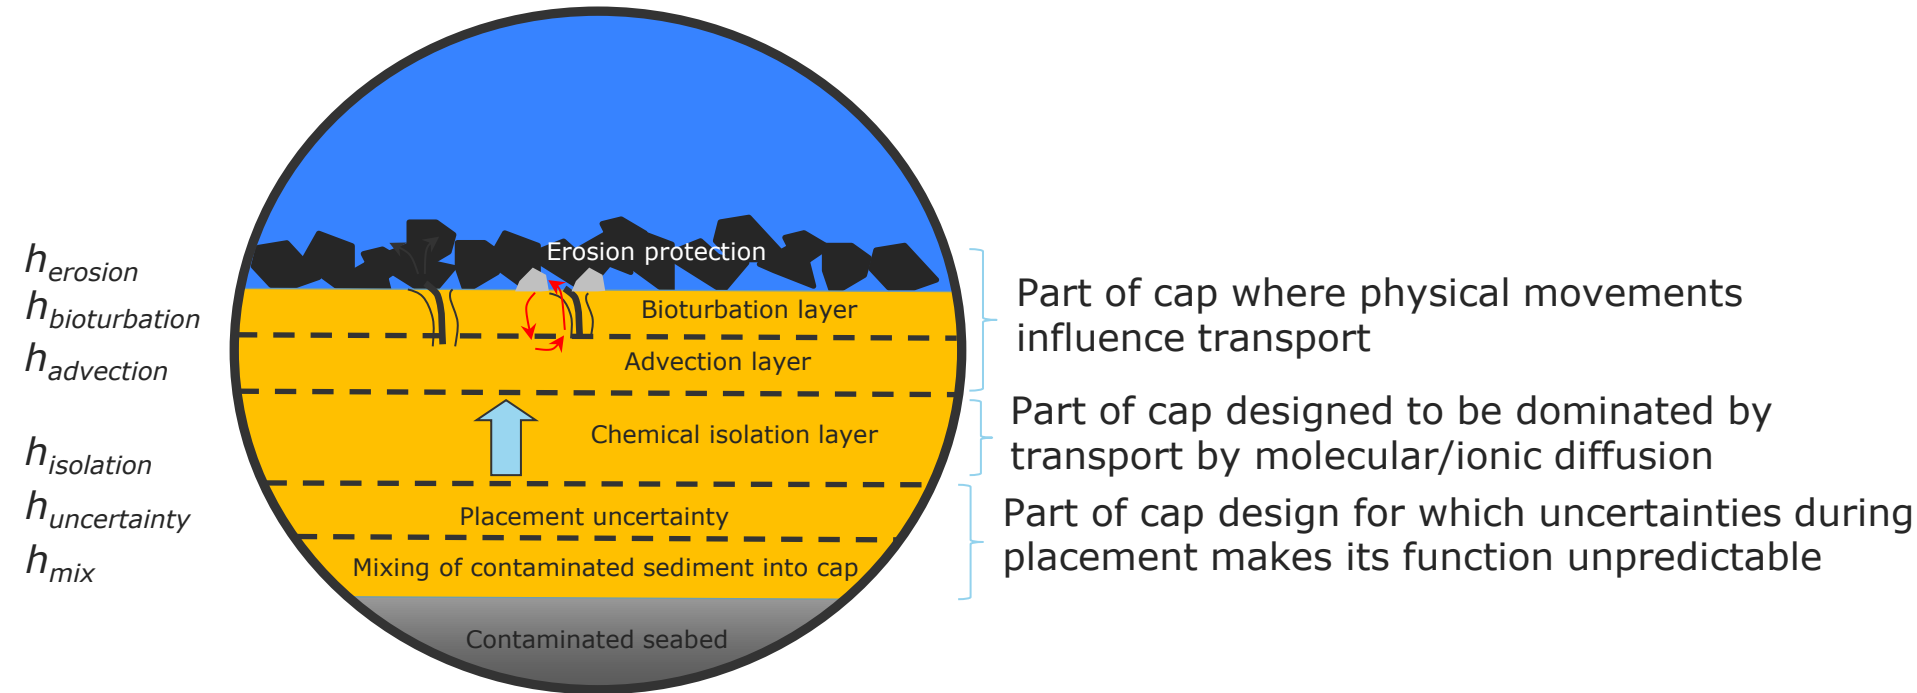 h_erosion
h_bioturbation
h_advection
h_isolation
h_uncertainty
h_mix
Erosion protection
Bioturbation layer
Advection layer
Chemical isolation layer
Placement uncertainty
Mixing of contaminated sediment into cap
Contaminated seabed
Part of cap where physical movements
influence transport
Part of cap designed to be dominated by
transport by molecular/ionic diffusion
Part of cap design for which uncertainties during
placement makes its function unpredictable